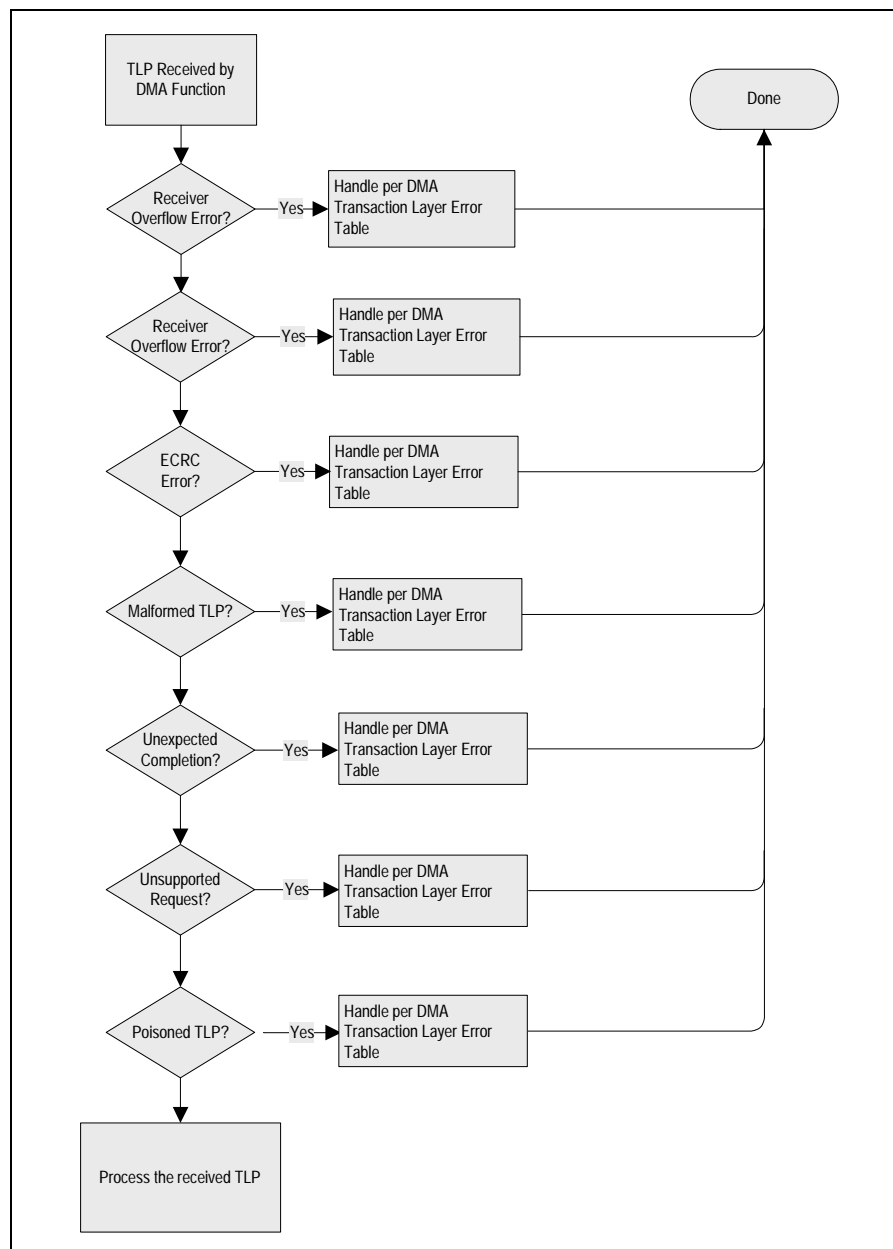 TLP Received by
DMA Function
Done
Receiver
Overflow Error?
Yes
Handle per DMA
Transaction Layer Error
Table
Receiver
Overflow Error?
Yes
Handle per DMA
Transaction Layer Error
Table
ECRC
Error?
Yes
Handle per DMA
Transaction Layer Error
Table
Malformed TLP?
Yes
Handle per DMA
Transaction Layer Error
Table
Unexpected
Completion?
Yes
Handle per DMA
Transaction Layer Error
Table
Unsupported
Request?
Yes
Handle per DMA
Transaction Layer Error
Table
Poisoned TLP?
Yes
Handle per DMA
Transaction Layer Error
Table
Process the received TLP